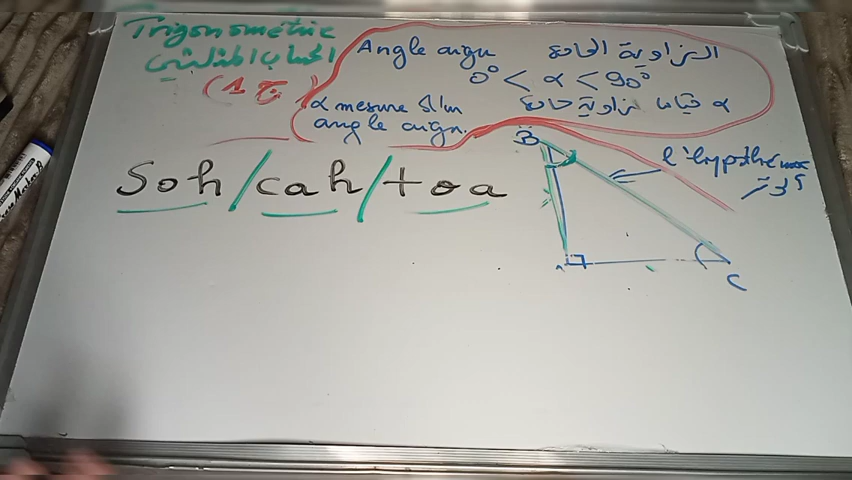 Trigonométrie
الحساب المثلثي
(ج 1)
Angle aigu
الزاوية الحادة
0° < α < 90°
α mesure d'un
angle aigu.
α قياس زاوية حادة
Soh / cah / toa
B
l'hypothénuse
الوتر
A
C